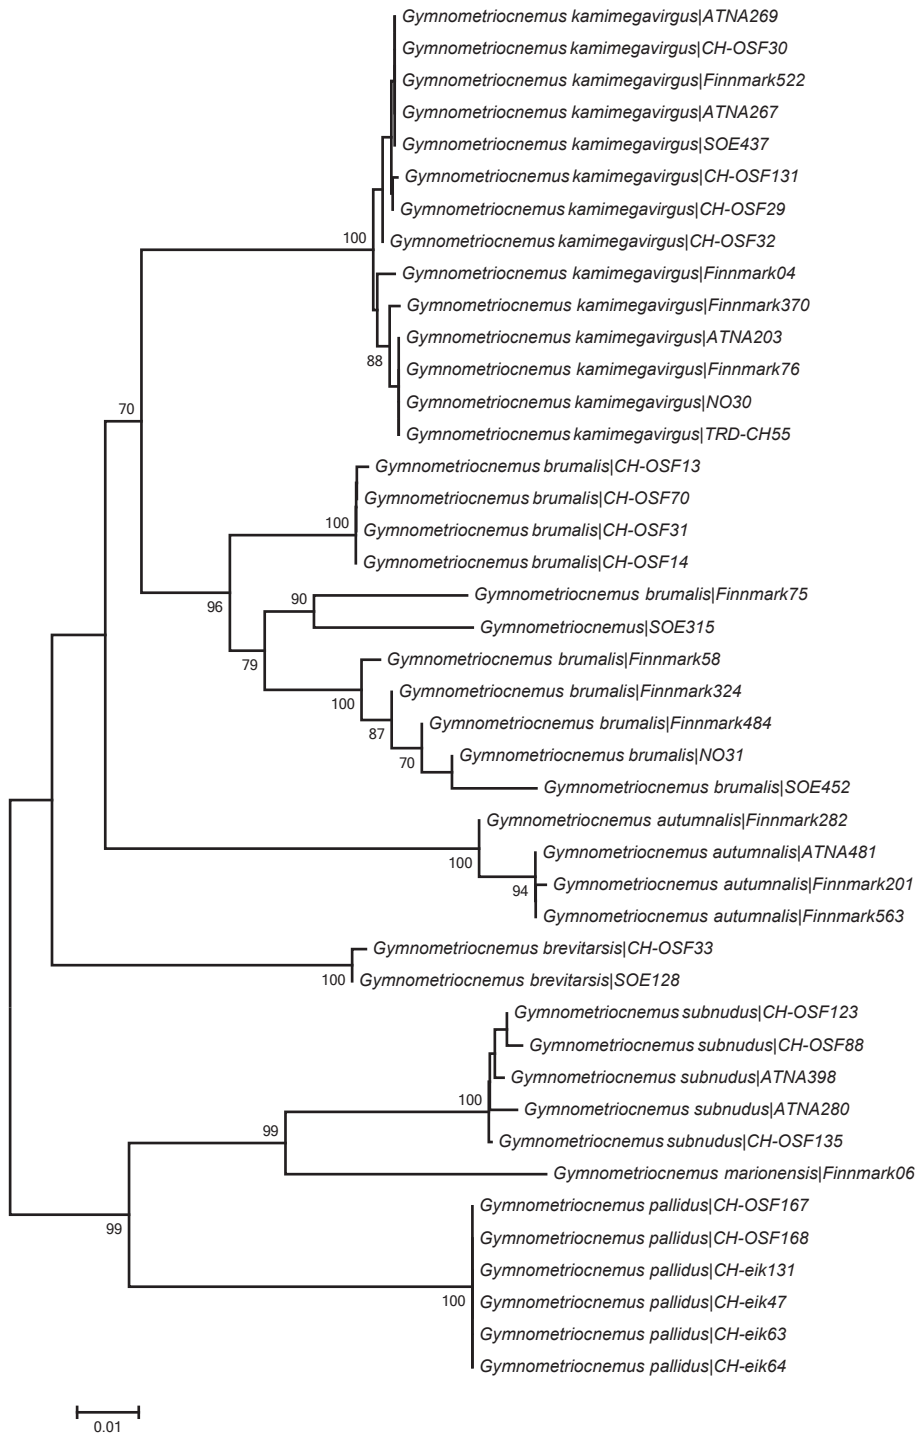 Gymnometriocnemus kamimegavirgus|ATNA269
Gymnometriocnemus kamimegavirgus|CH-OSF30
Gymnometriocnemus kamimegavirgus|Finnmark522
Gymnometriocnemus kamimegavirgus|ATNA267
Gymnometriocnemus kamimegavirgus|SOE437
Gymnometriocnemus kamimegavirgus|CH-OSF131
Gymnometriocnemus kamimegavirgus|CH-OSF29
100
Gymnometriocnemus kamimegavirgus|CH-OSF32
Gymnometriocnemus kamimegavirgus|Finnmark04
Gymnometriocnemus kamimegavirgus|Finnmark370
Gymnometriocnemus kamimegavirgus|ATNA203
88
Gymnometriocnemus kamimegavirgus|Finnmark76
Gymnometriocnemus kamimegavirgus|NO30
70
Gymnometriocnemus kamimegavirgus|TRD-CH55
Gymnometriocnemus brumalis|CH-OSF13
Gymnometriocnemus brumalis|CH-OSF70
100
Gymnometriocnemus brumalis|CH-OSF31
Gymnometriocnemus brumalis|CH-OSF14
Gymnometriocnemus brumalis|Finnmark75
90
96
Gymnometriocnemus|SOE315
Gymnometriocnemus brumalis|Finnmark58
79
Gymnometriocnemus brumalis|Finnmark324
100
Gymnometriocnemus brumalis|Finnmark484
87
Gymnometriocnemus brumalis|NO31
70
Gymnometriocnemus brumalis|SOE452
Gymnometriocnemus autumnalis|Finnmark282
Gymnometriocnemus autumnalis|ATNA481
100
Gymnometriocnemus autumnalis|Finnmark201
94
Gymnometriocnemus autumnalis|Finnmark563
Gymnometriocnemus brevitarsis|CH-OSF33
100
Gymnometriocnemus brevitarsis|SOE128
Gymnometriocnemus subnudus|CH-OSF123
Gymnometriocnemus subnudus|CH-OSF88
Gymnometriocnemus subnudus|ATNA398
100
Gymnometriocnemus subnudus|ATNA280
99
Gymnometriocnemus subnudus|CH-OSF135
Gymnometriocnemus marionensis|Finnmark06
Gymnometriocnemus pallidus|CH-OSF167
99
Gymnometriocnemus pallidus|CH-OSF168
Gymnometriocnemus pallidus|CH-eik131
100
Gymnometriocnemus pallidus|CH-eik47
Gymnometriocnemus pallidus|CH-eik63
Gymnometriocnemus pallidus|CH-eik64
0.01